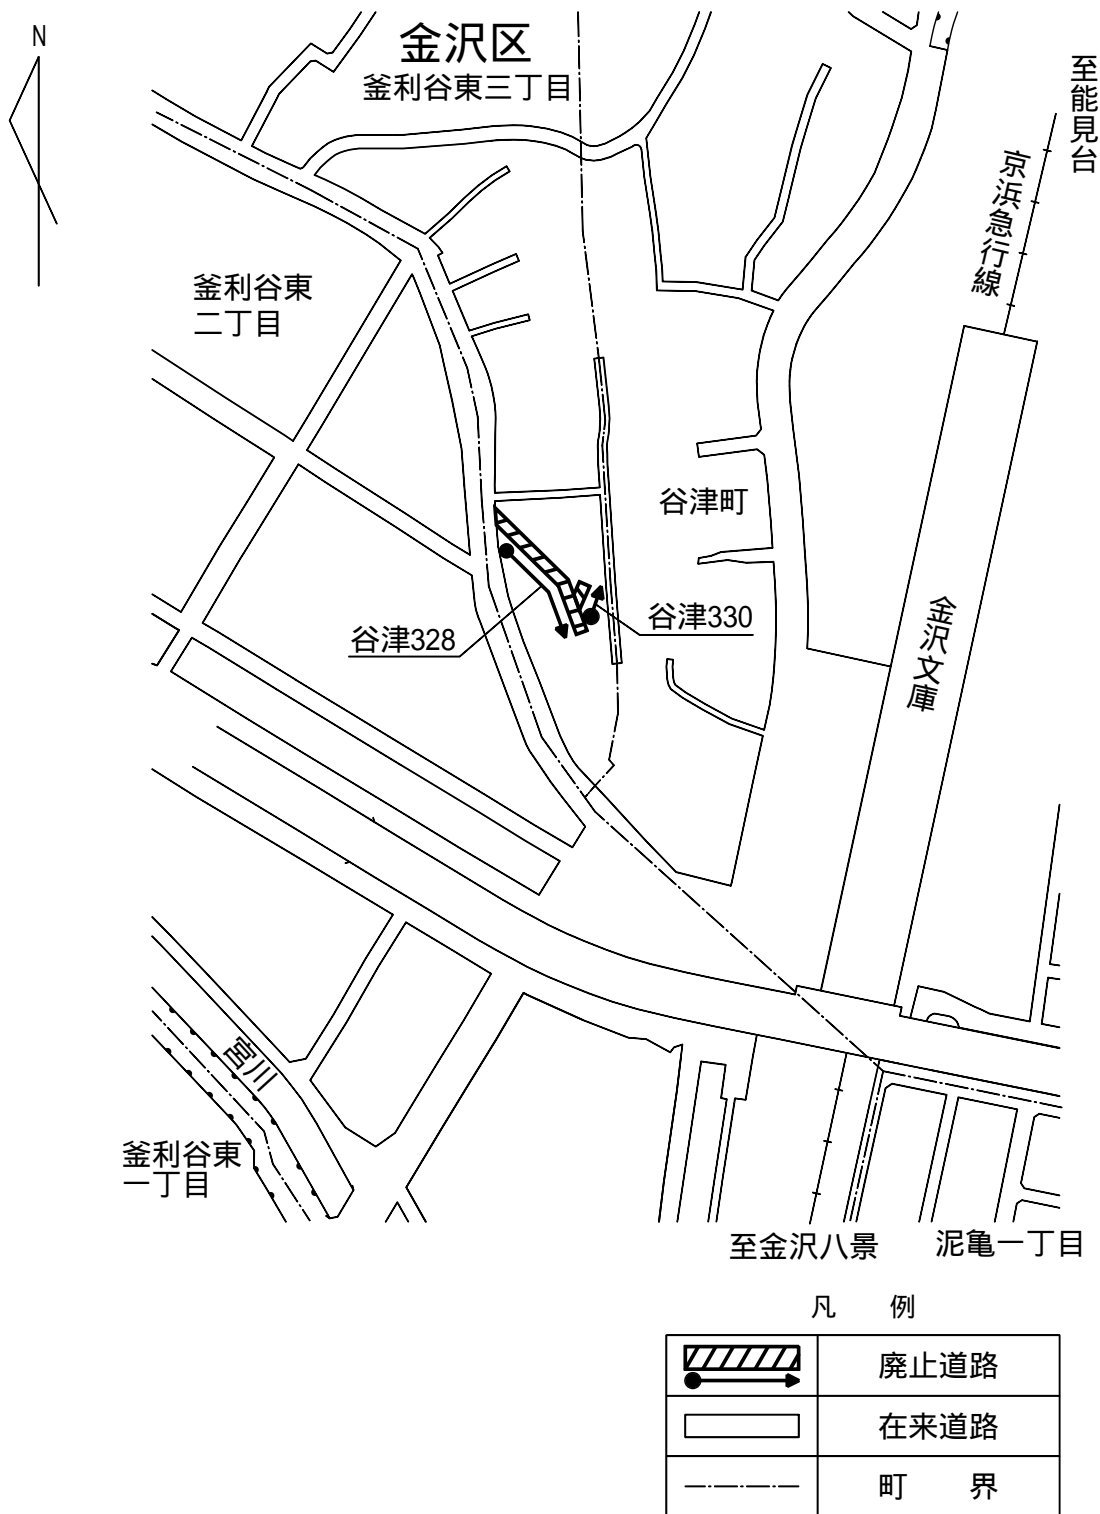 N
金沢区
釜利谷東三丁目
至能見台
京浜急行線
釜利谷東
二丁目
谷津町
谷津328
谷津330
金沢文庫
宮川
釜利谷東
一丁目
至金沢八景
泥亀一丁目
凡 例
廃止道路
在来道路
町 界